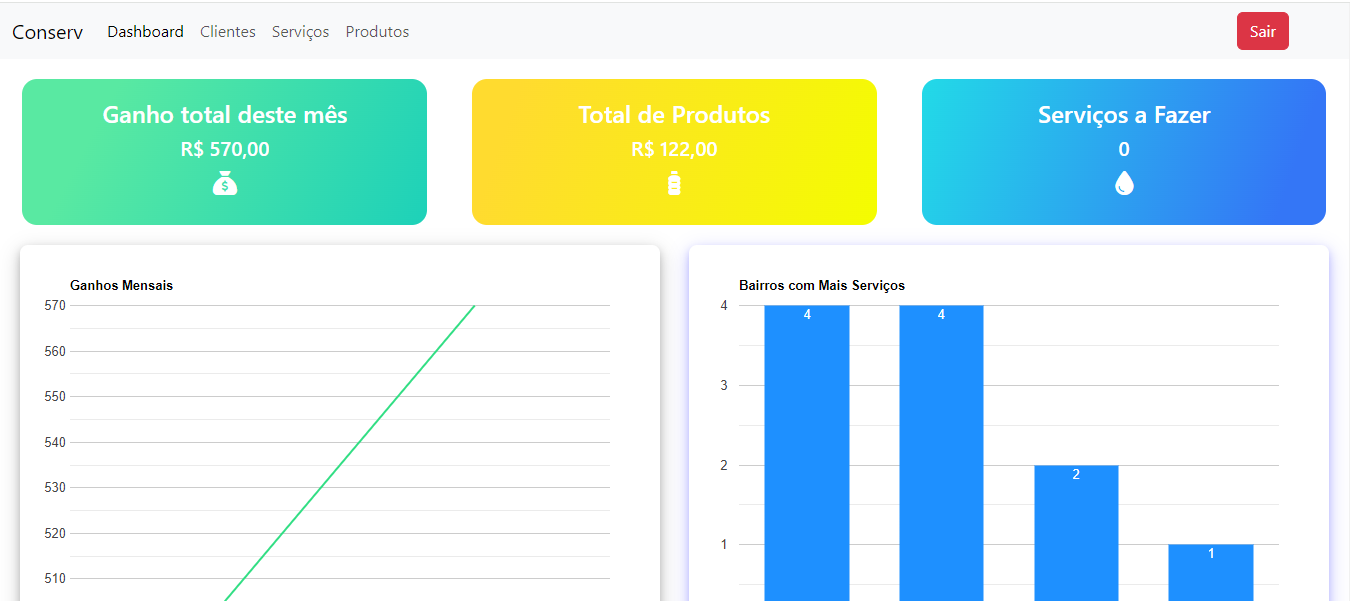 Conserv Dashboard Clientes Serviços Produtos Sair
Ganho total deste mês
R$ 570,00
$
Total de Produtos
R$ 122,00
Serviços a Fazer
0
Ganhos Mensais
570
560
550
540
530
520
510
Bairros com Mais Serviços
4
3
2
1
4
4
2
1